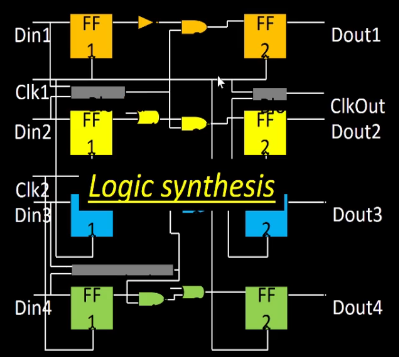 Din1
FF
1
FF
2
Dout1
Clk1
ClkOut
Din2
FF
1
FF
2
Dout2
Clk2
Logic synthesis
Din3
1
2
Dout3
Din4
FF
1
FF
2
Dout4